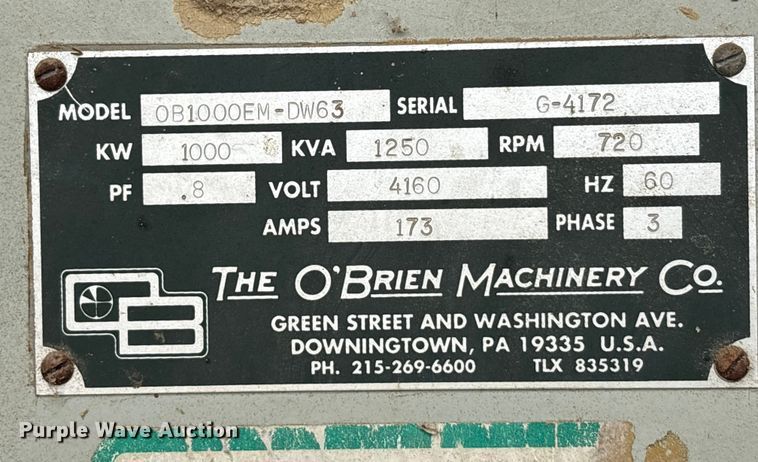 MODEL OB1000EM-DW63 SERIAL G-4172
KW 1000 KVA 1250 RPM 720
PF .8 VOLT 4160 HZ 60
AMPS 173 PHASE 3
OB THE O'BRIEN MACHINERY CO.
GREEN STREET AND WASHINGTON AVE.
DOWNINGTOWN, PA 19335 U.S.A.
PH. 215-269-6600 TLX 835319
Purple Wave Auction